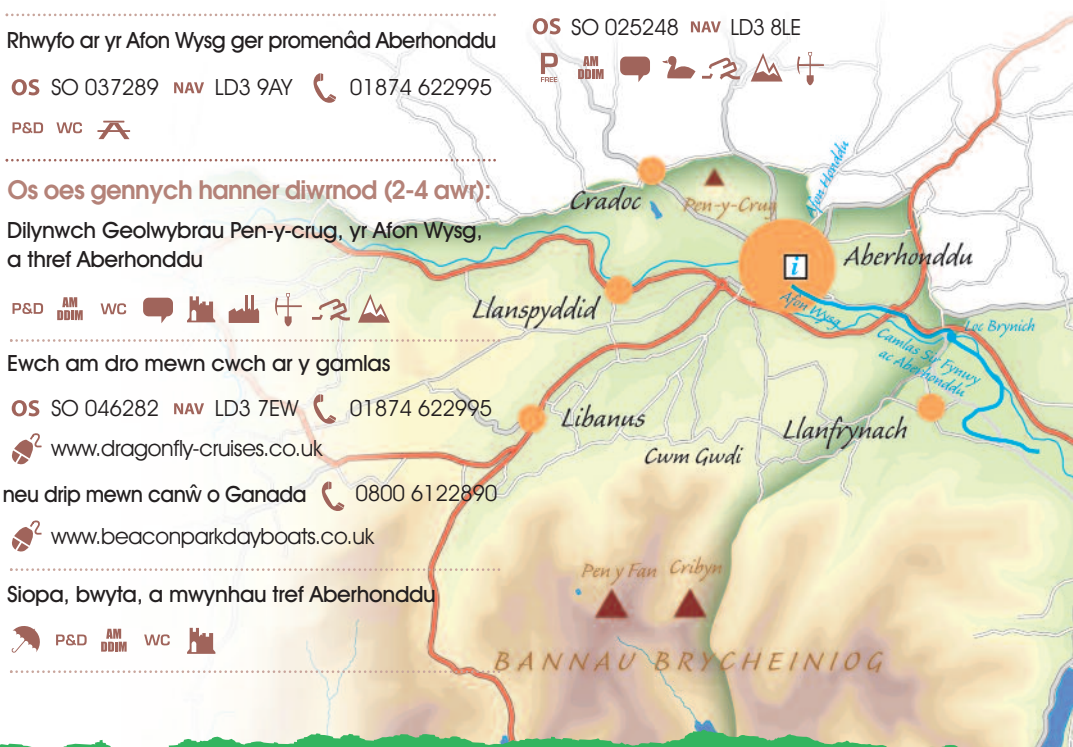 Rhwyfo ar yr Afon Wysg ger promenâd Aberhonddu
OS SO 037289 NAV LD3 9AY 01874 622995
P&D WC
Os oes gennych hanner diwrnod (2-4 awr):
Dilynwch Geolwybrau Pen-y-crug, yr Afon Wysg,
a thref Aberhonddu
P&D AM DDIM WC
Ewch am dro mewn cwch ar y gamlas
OS SO 046282 NAV LD3 7EW 01874 622995
www.dragonfly-cruises.co.uk
neu drip mewn canŵ o Ganada 0800 6122890
www.beaconparkdayboats.co.uk
Siopa, bwyta, a mwynhau tref Aberhonddu
P&D AM DDIM WC
OS SO 025248 NAV LD3 8LE
P FREE AM DDIM
Afon Honddu
Cradoc
Pen-y-Crug
i
Aberhonddu
Llanspyddid
Afon Wysg
Loc Brynich
Camlas Sir Fynwy
ac Aberhonddu
Libanus
Llanfrynach
Cwm Gwdi
Pen y Fan
Cribyn
BANNAU BRYCHEINIOG